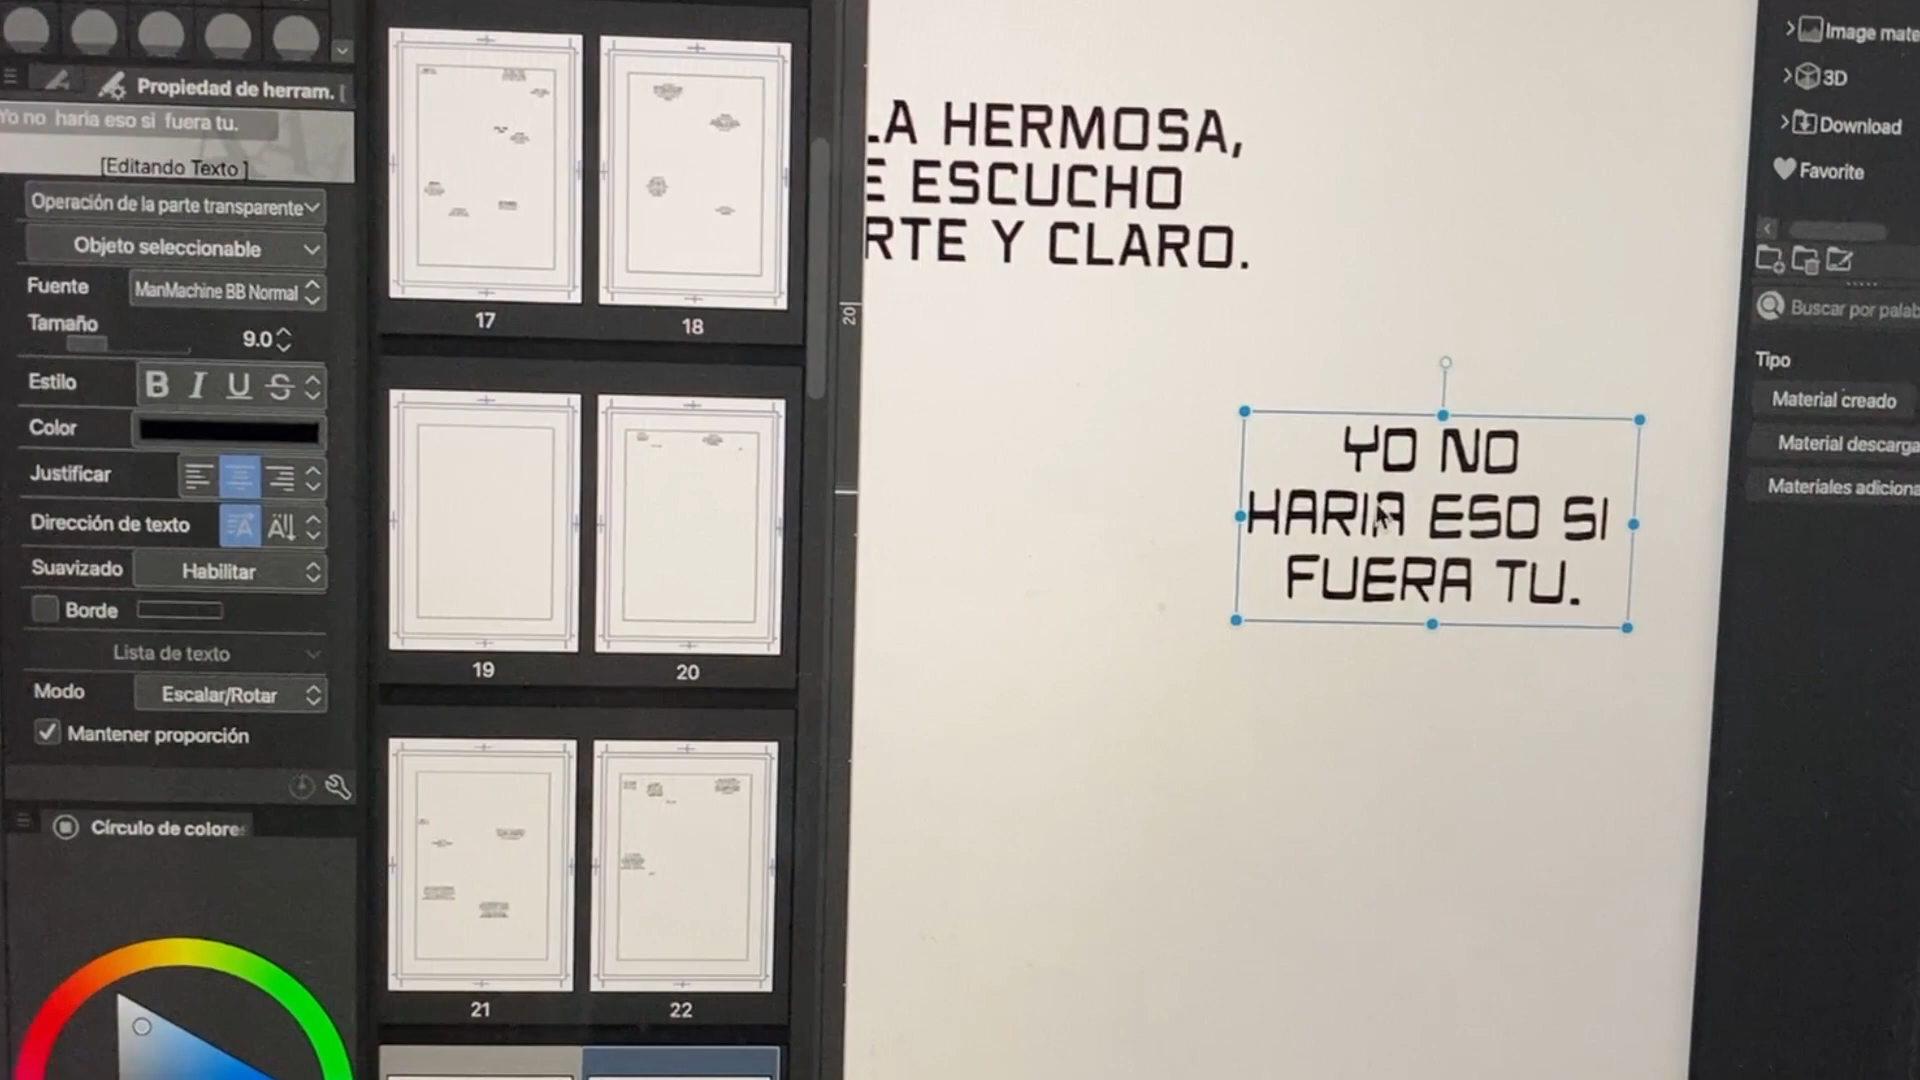 Propiedad de herram.
Yo no haria eso si fuera tu.
[Editando Texto ]
Operación de la parte transparente
Objeto seleccionable
Fuente ManMachine BB Normal
Tamaño 9.0
Estilo B I U S
Color
Justificar
Dirección de texto
Suavizado Habilitar
Borde
Lista de texto
Modo Escalar/Rotar
Mantener proporción
Círculo de colore
17 18
19 20
21 22
20
LA HERMOSA,
E ESCUCHO
RTE Y CLARO.
YO NO
HARIA ESO SI
FUERA TU.
Image mate
3D
Download
Favorite
Buscar por palab
Tipo
Material creado
Material descarga
Materiales adiciona